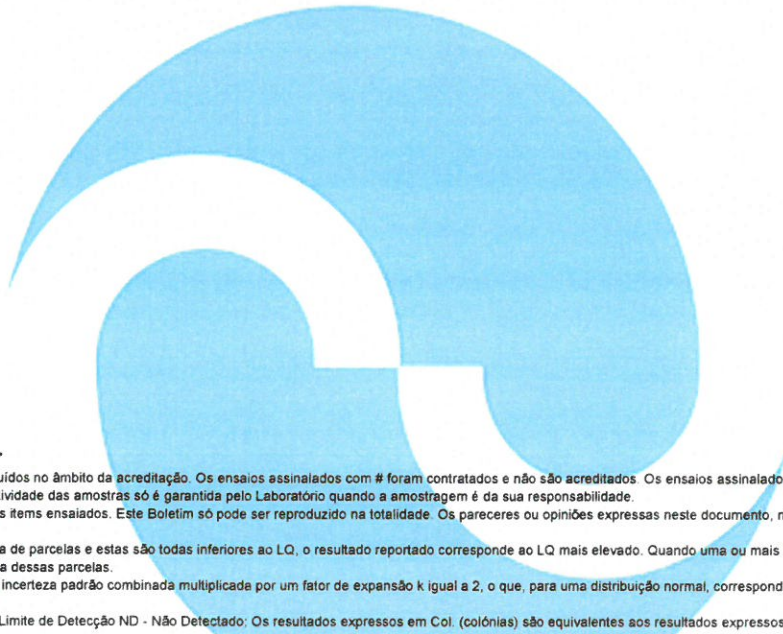 uídos no âmbito da acreditação. Os ensaios assinalados com # foram contratados e não são acreditados. Os ensaios assinalado
ividade das amostras só é garantida pelo Laboratório quando a amostragem é da sua responsabilidade.
s items ensaiados. Este Boletim só pode ser reproduzido na totalidade. Os pareceres ou opiniões expressas neste documento, n
a de parcelas e estas são todas inferiores ao LQ, o resultado reportado corresponde ao LQ mais elevado. Quando uma ou mais
a dessas parcelas.
incerteza padrão combinada multiplicada por um fator de expansão k igual a 2, o que, para uma distribuição normal, correspond
Limite de Detecção ND - Não Detectado; Os resultados expressos em Col. (colónias) são equivalentes aos resultados expressos